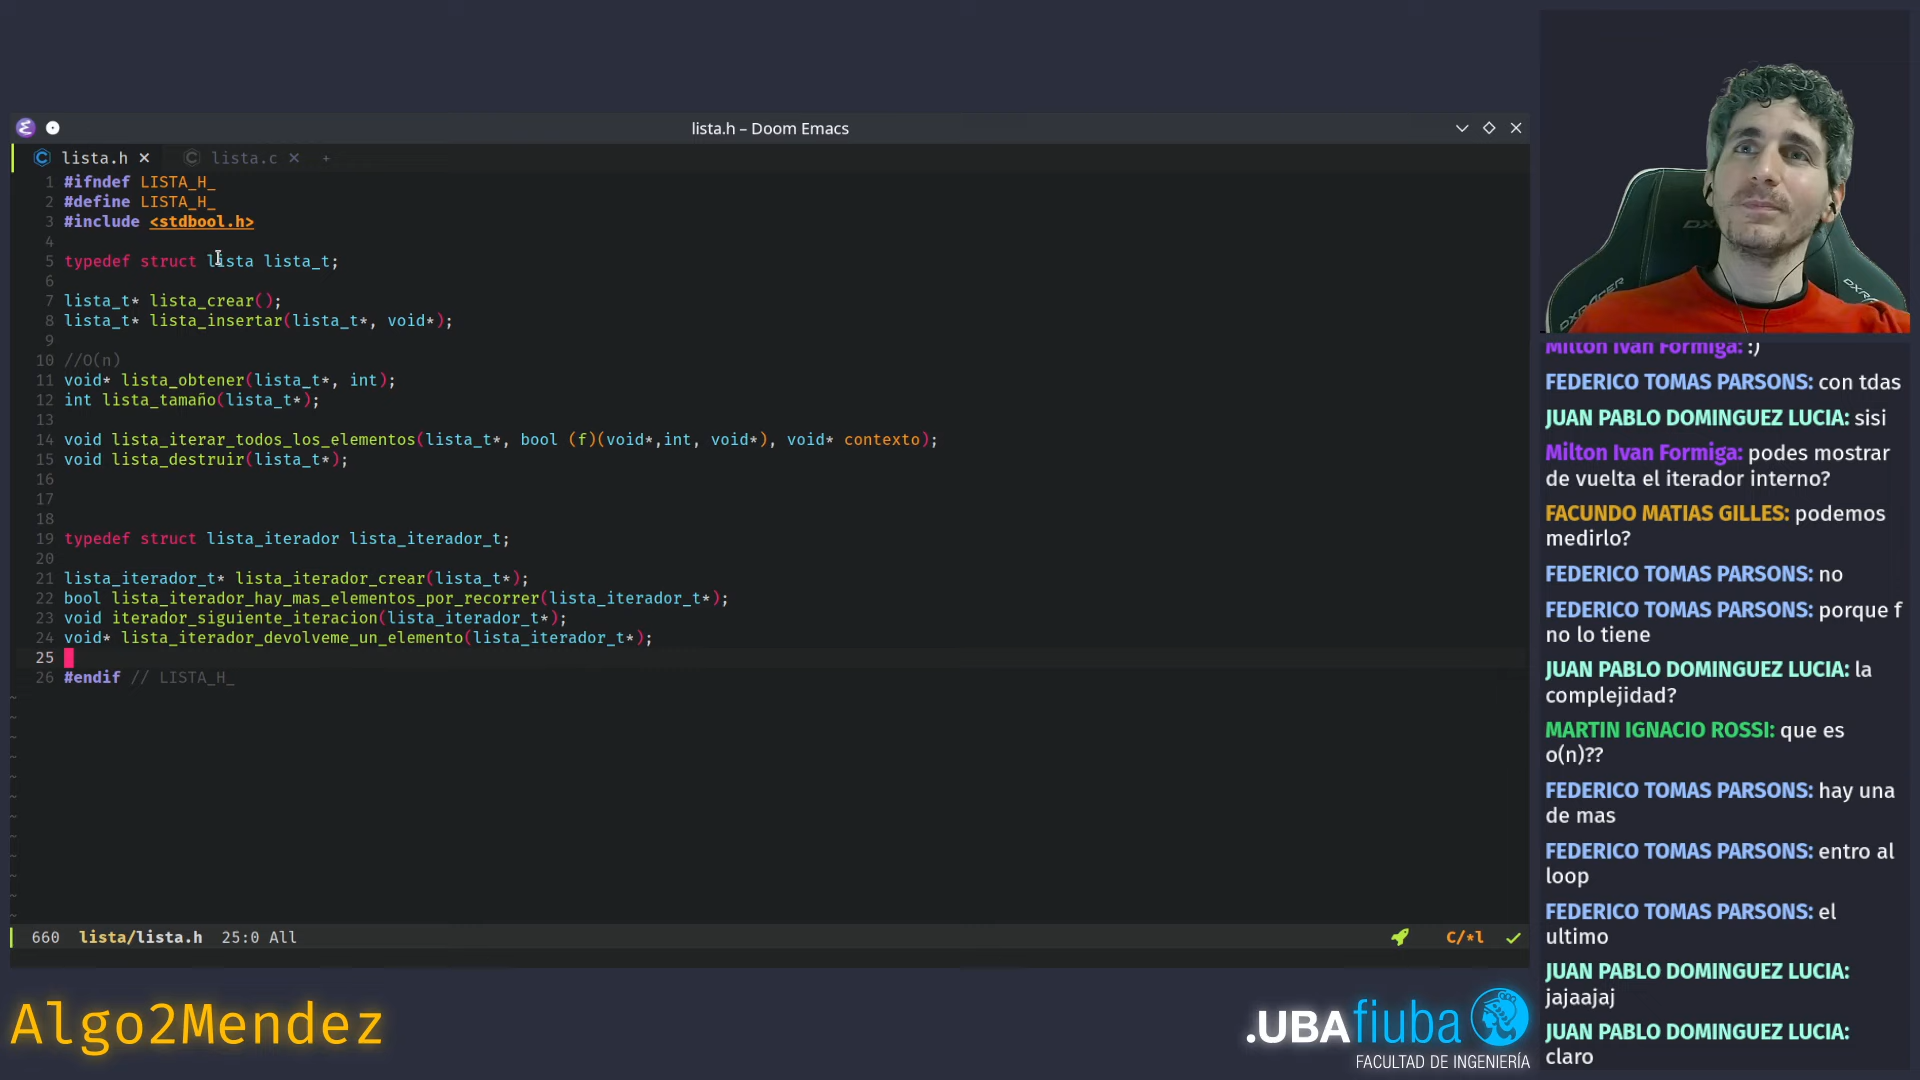 lista.h – Doom Emacs
lista.h
lista.c
1 #ifndef LISTA_H_
2 #define LISTA_H_
3 #include <stdbool.h>
4
5 typedef struct lista lista_t;
6
7 lista_t* lista_crear();
8 lista_t* lista_insertar(lista_t*, void*);
9
10 //O(n)
11 void* lista_obtener(lista_t*, int);
12 int lista_tamaño(lista_t*);
13
14 void lista_iterar_todos_los_elementos(lista_t*, bool (f)(void*,int, void*), void* contexto);
15 void lista_destruir(lista_t*);
16
17
18
19 typedef struct lista_iterador lista_iterador_t;
20
21 lista_iterador_t* lista_iterador_crear(lista_t*);
22 bool lista_iterador_hay_mas_elementos_por_recorrer(lista_iterador_t*);
23 void iterador_siguiente_iteracion(lista_iterador_t*);
24 void* lista_iterador_devolveme_un_elemento(lista_iterador_t*);
25
26 #endif // LISTA_H_
660 lista/lista.h 25:0 All
C/*l
Algo2Mendez
.UBAfiuba
FACULTAD DE INGENIERÍA
DXRACER
Milton Ivan Formiga: :)
FEDERICO TOMAS PARSONS: con tdas
JUAN PABLO DOMINGUEZ LUCIA: sisi
Milton Ivan Formiga: podes mostrar
de vuelta el iterador interno?
FACUNDO MATIAS GILLES: podemos
medirlo?
FEDERICO TOMAS PARSONS: no
FEDERICO TOMAS PARSONS: porque f
no lo tiene
JUAN PABLO DOMINGUEZ LUCIA: la
complejidad?
MARTIN IGNACIO ROSSI: que es
o(n)??
FEDERICO TOMAS PARSONS: hay una
de mas
FEDERICO TOMAS PARSONS: entro al
loop
FEDERICO TOMAS PARSONS: el
ultimo
JUAN PABLO DOMINGUEZ LUCIA:
jajaajaj
JUAN PABLO DOMINGUEZ LUCIA:
claro